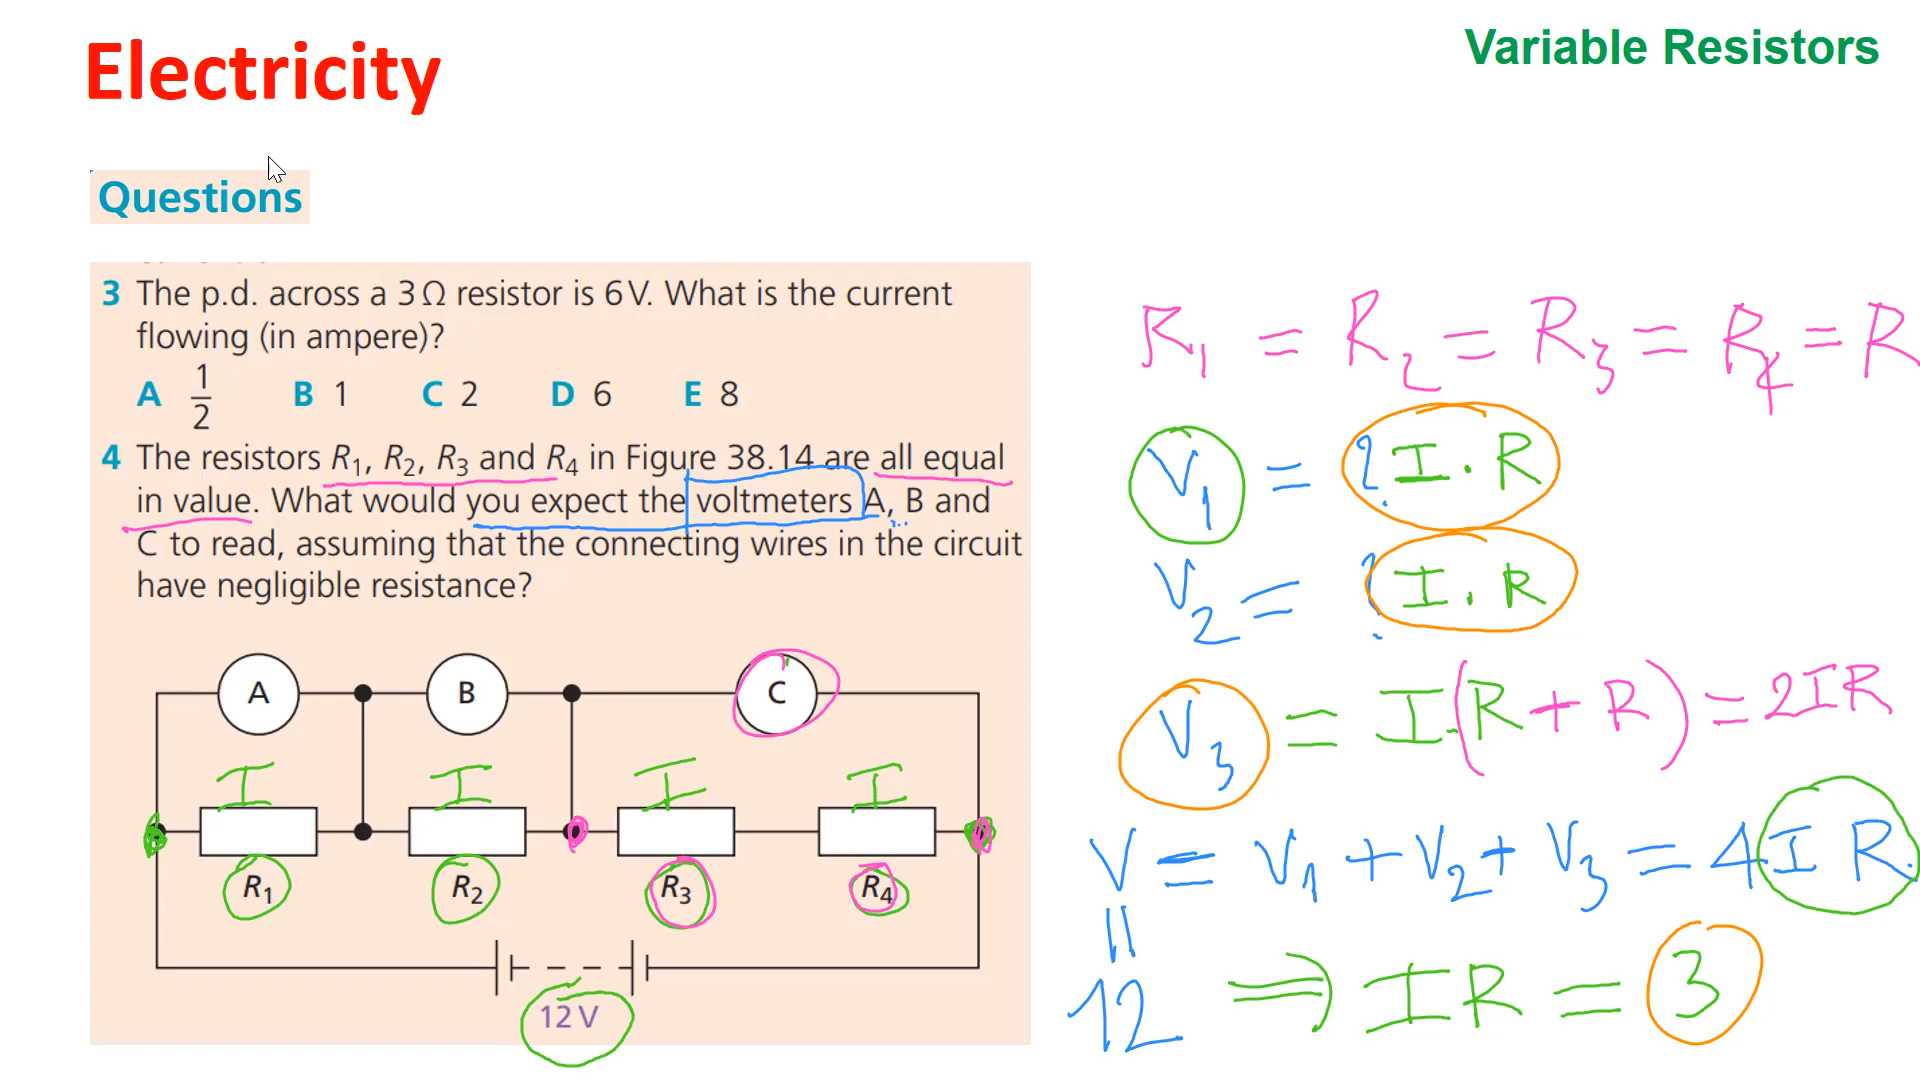 Electricity
Variable Resistors
Questions
3 The p.d. across a 3 Ω resistor is 6 V. What is the current
flowing (in ampere)?
A 1/2 B 1 C 2 D 6 E 8
4 The resistors R1, R2, R3 and R4 in Figure 38.14 are all equal
in value. What would you expect the voltmeters A, B and
C to read, assuming that the connecting wires in the circuit
have negligible resistance?
A B C
I I I I
R1 R2 R3 R4
12 V
R1 = R2 = R3 = R4 = R
V1 = ? I . R
V2 = ? I . R
V3 = I.(R + R) = 2IR
V = V1 + V2 + V3 = 4IR.
=
12 ⇒ IR = 3